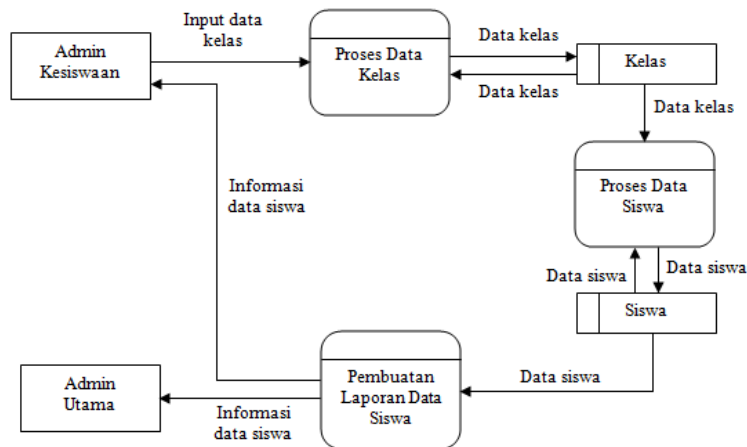 Input data
kelas
Admin
Kesiswaan
Proses Data
Kelas
Data kelas
Data kelas
Kelas
Data kelas
Proses Data
Siswa
Informasi
data siswa
Data siswa
Data siswa
Siswa
Admin
Utama
Informasi
data siswa
Pembuatan
Laporan Data
Siswa
Data siswa